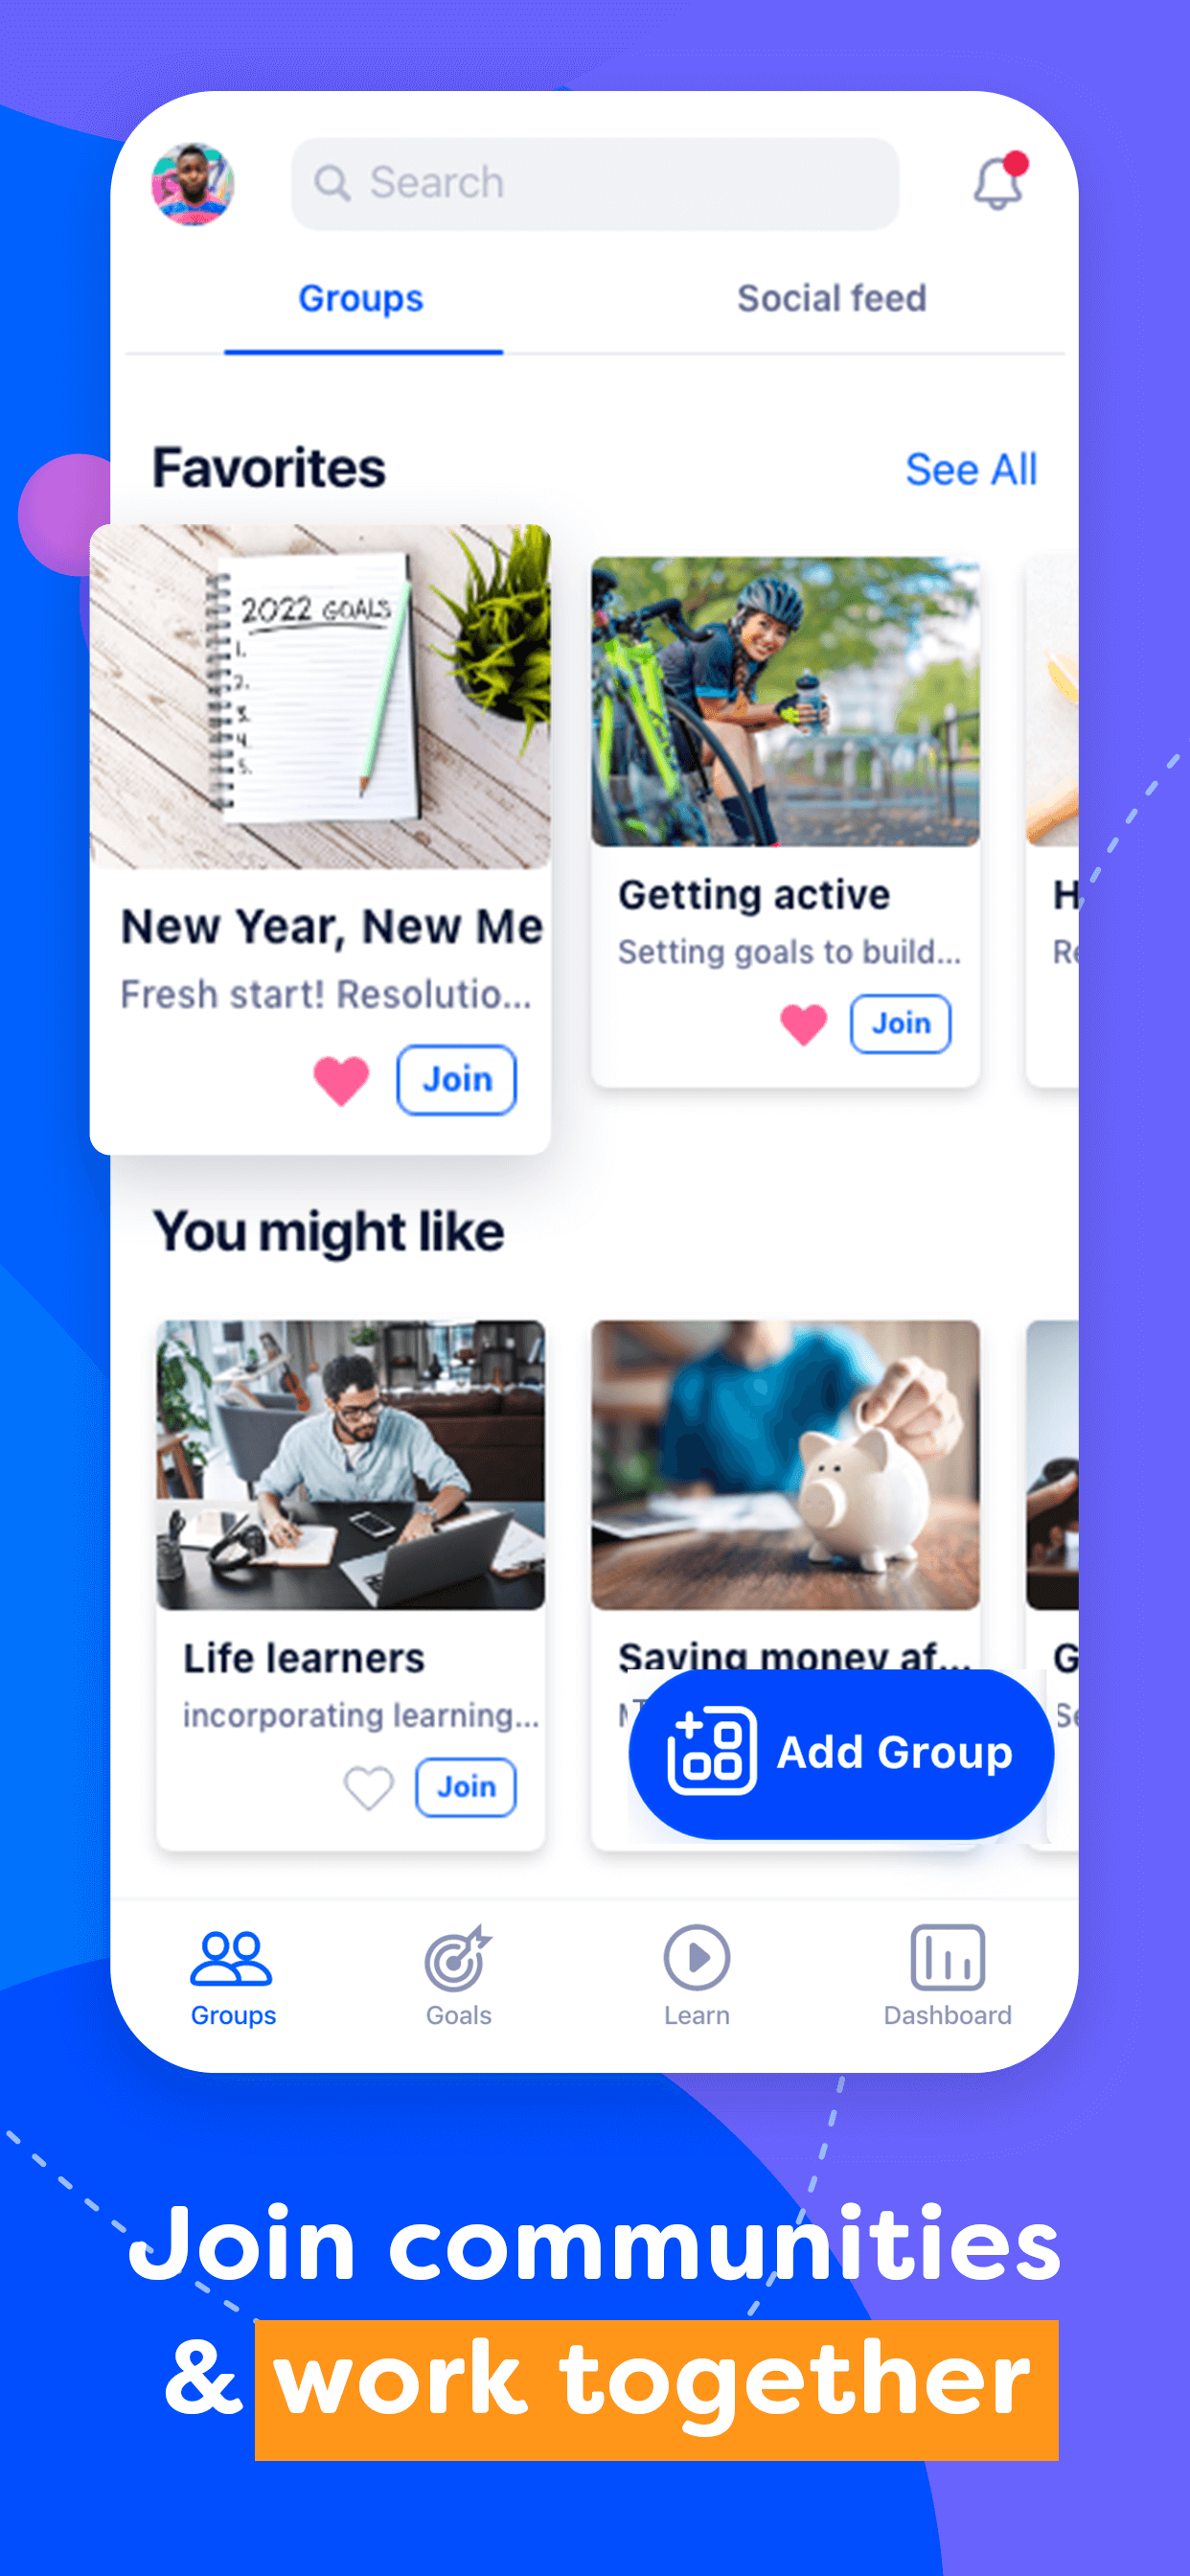 Search
Groups
Social feed
Favorites
See All
2022 GOALS
1.
2.
3.
4.
5.
New Year, New Me
Fresh start! Resolutio...
Join
Getting active
Setting goals to build...
Join
You might like
Life learners
incorporating learning...
Join
Saving money af...
Add Group
Groups
Goals
Learn
Dashboard
Join communities
& work together